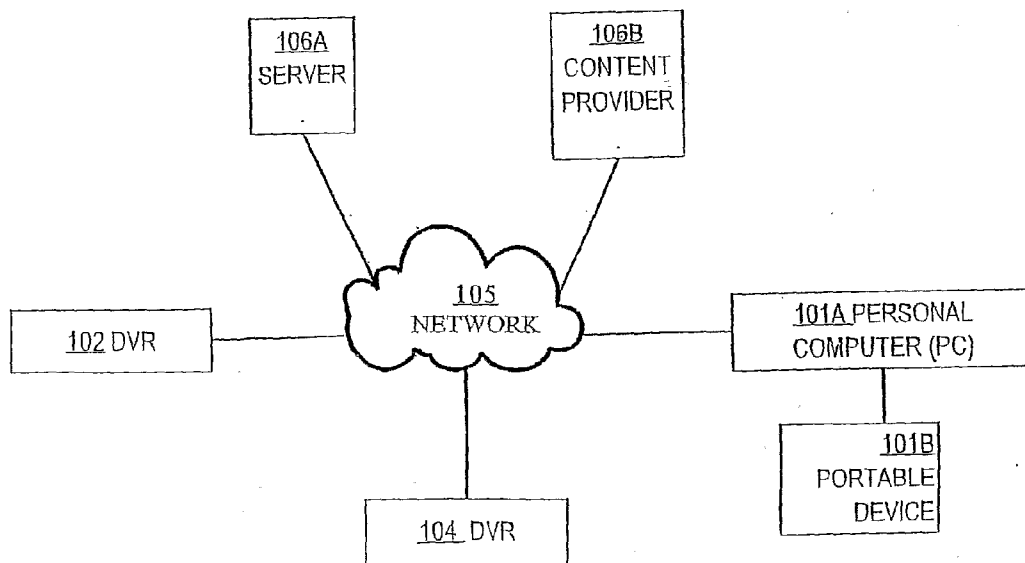 106A
SERVER
106B
CONTENT
PROVIDER
105
NETWORK
102 DVR
101A PERSONAL
COMPUTER (PC)
101B
PORTABLE
DEVICE
104 DVR